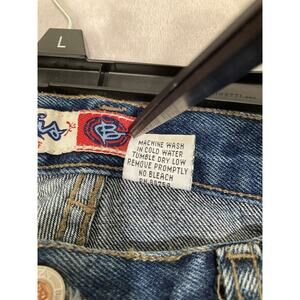 L
MACHINE WASH
IN COLD WATER
TUMBLE DRY LOW
REMOVE PROMPTLY
NO BLEACH